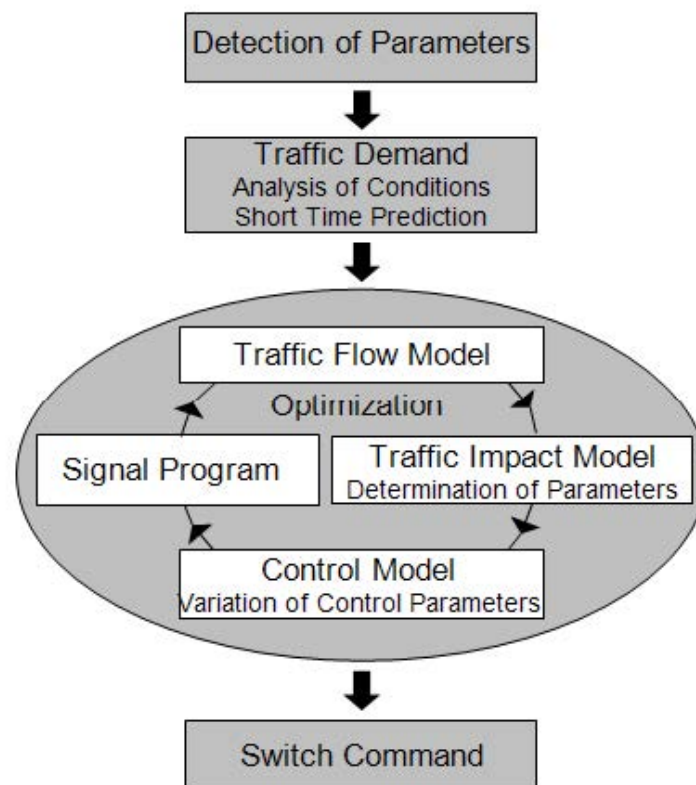 Detection of Parameters
Traffic Demand
Analysis of Conditions
Short Time Prediction
Traffic Flow Model
Optimization
Signal Program
Traffic Impact Model
Determination of Parameters
Control Model
Variation of Control Parameters
Switch Command